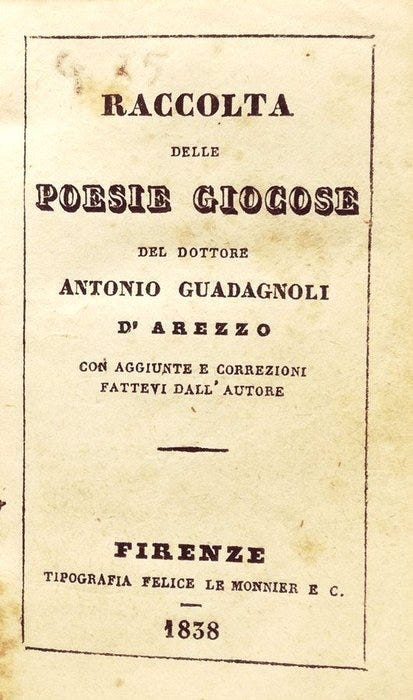 RACCOLTA
DELLE
POESIE GIOCOSE
DEL DOTTORE
ANTONIO GUADAGNOLI
D' AREZZO
CON AGGIUNTE E CORREZIONI
FATTEVI DALL' AUTORE
FIRENZE
TIPOGRAFIA FELICE LE MONNIER E C.
1838